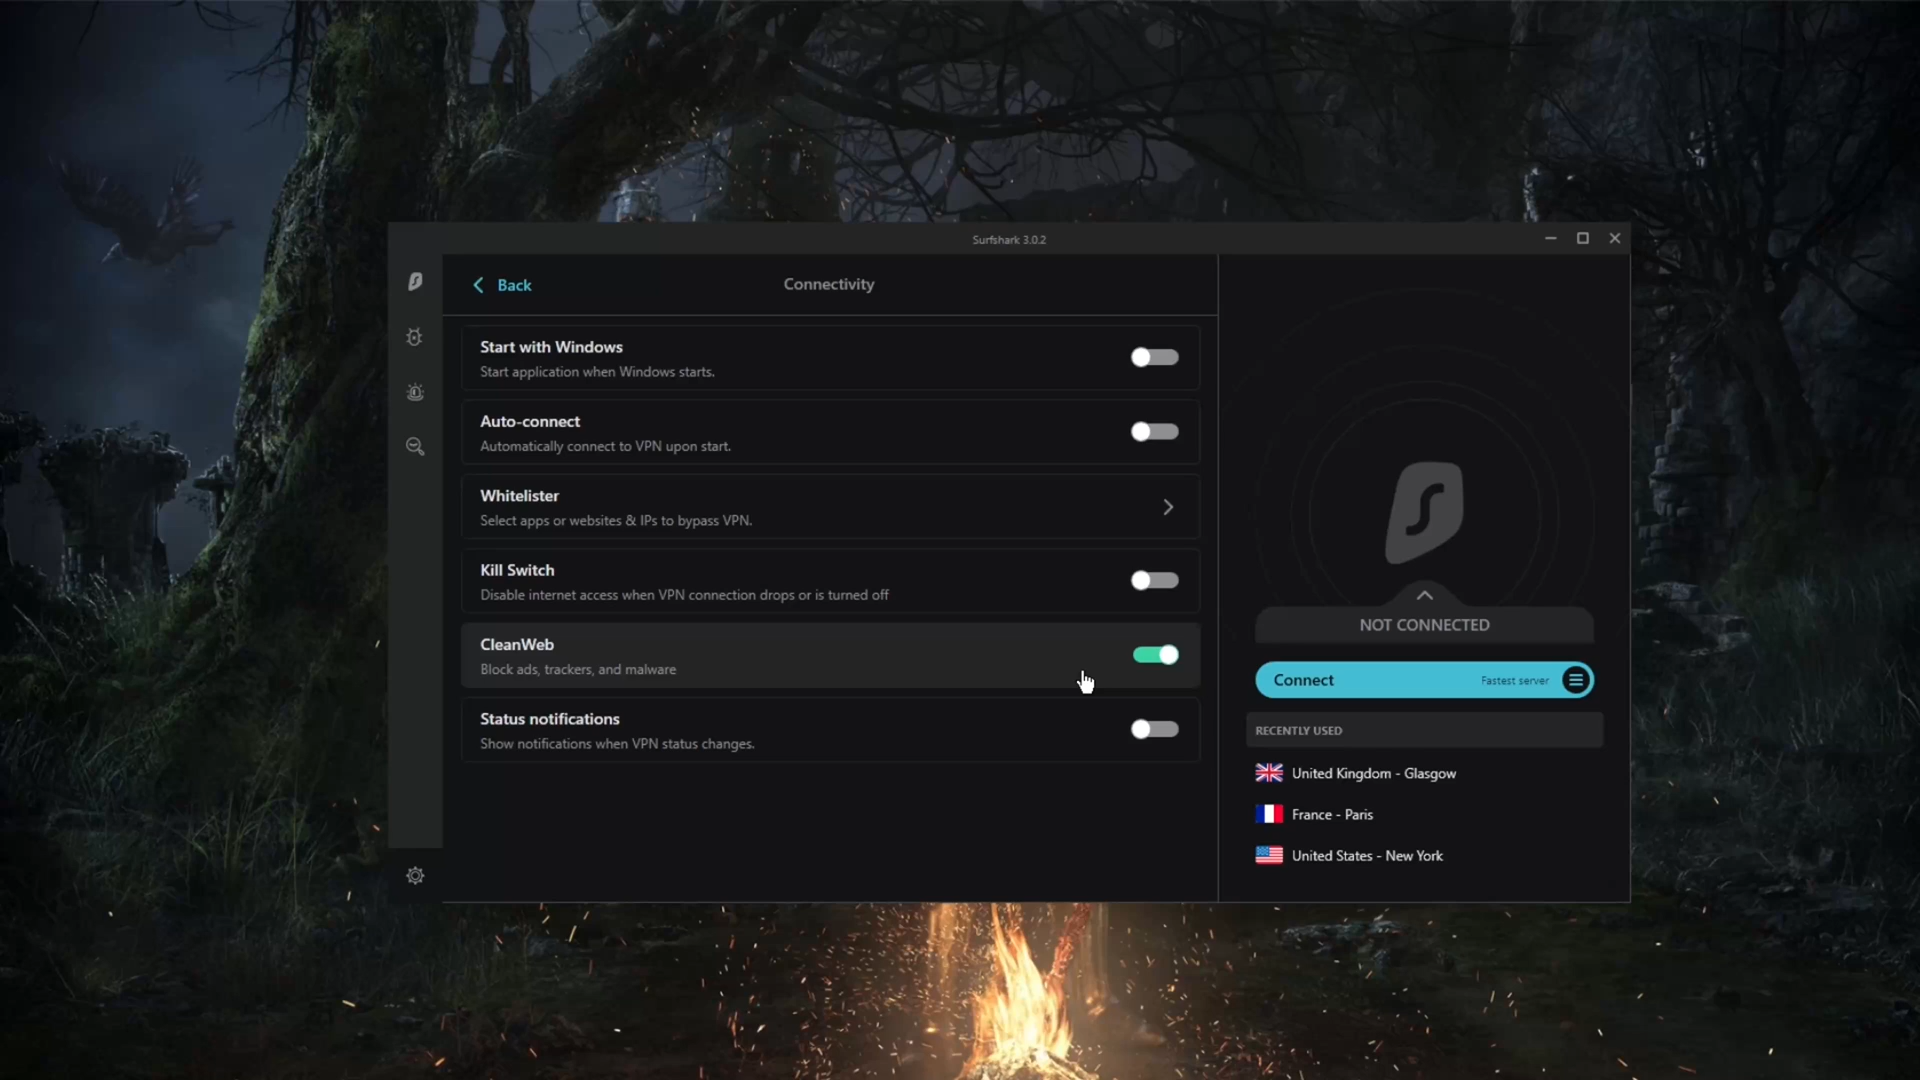 Surfshark 3.0.2
Back
Connectivity
Start with Windows
Start application when Windows starts.
Auto-connect
Automatically connect to VPN upon start.
Whitelister
Select apps or websites & IPs to bypass VPN.
Kill Switch
Disable internet access when VPN connection drops or is turned off
CleanWeb
Block ads, trackers, and malware
Status notifications
Show notifications when VPN status changes.
NOT CONNECTED
Connect Fastest server
RECENTLY USED
United Kingdom - Glasgow
France - Paris
United States - New York